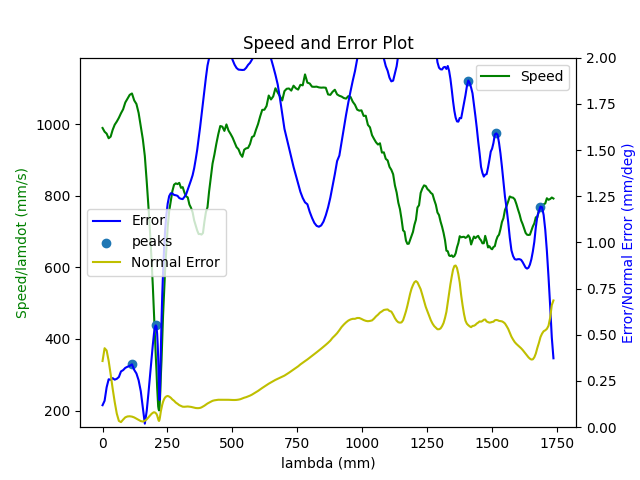 Speed and Error Plot
Speed
Error
peaks
Normal Error
Speed/lamdot (mm/s)
1000
800
600
400
200
2.00
1.75
1.50
1.25
1.00
0.75
0.50
0.25
0.00
Error/Normal Error (mm/deg)
0 250 500 750 1000 1250 1500 1750
lambda (mm)